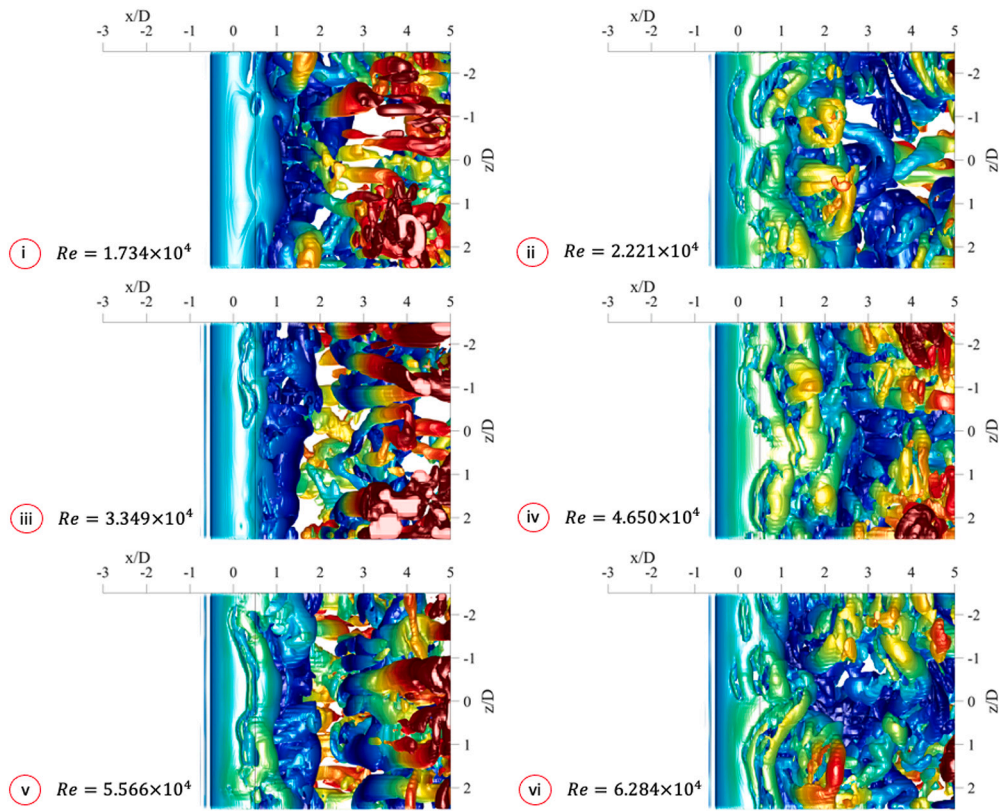 x/D
-3 -2 -1 0 1 2 3 4 5
-2
-1
0
1
2
z/D
i Re = 1.734×10⁴
x/D
-3 -2 -1 0 1 2 3 4 5
-2
-1
0
1
2
z/D
ii Re = 2.221×10⁴
x/D
-3 -2 -1 0 1 2 3 4 5
-2
-1
0
1
2
z/D
iii Re = 3.349×10⁴
x/D
-3 -2 -1 0 1 2 3 4 5
-2
-1
0
1
2
z/D
iv Re = 4.650×10⁴
x/D
-3 -2 -1 0 1 2 3 4 5
-2
-1
0
1
2
z/D
v Re = 5.566×10⁴
x/D
-3 -2 -1 0 1 2 3 4 5
-2
-1
0
1
2
z/D
vi Re = 6.284×10⁴